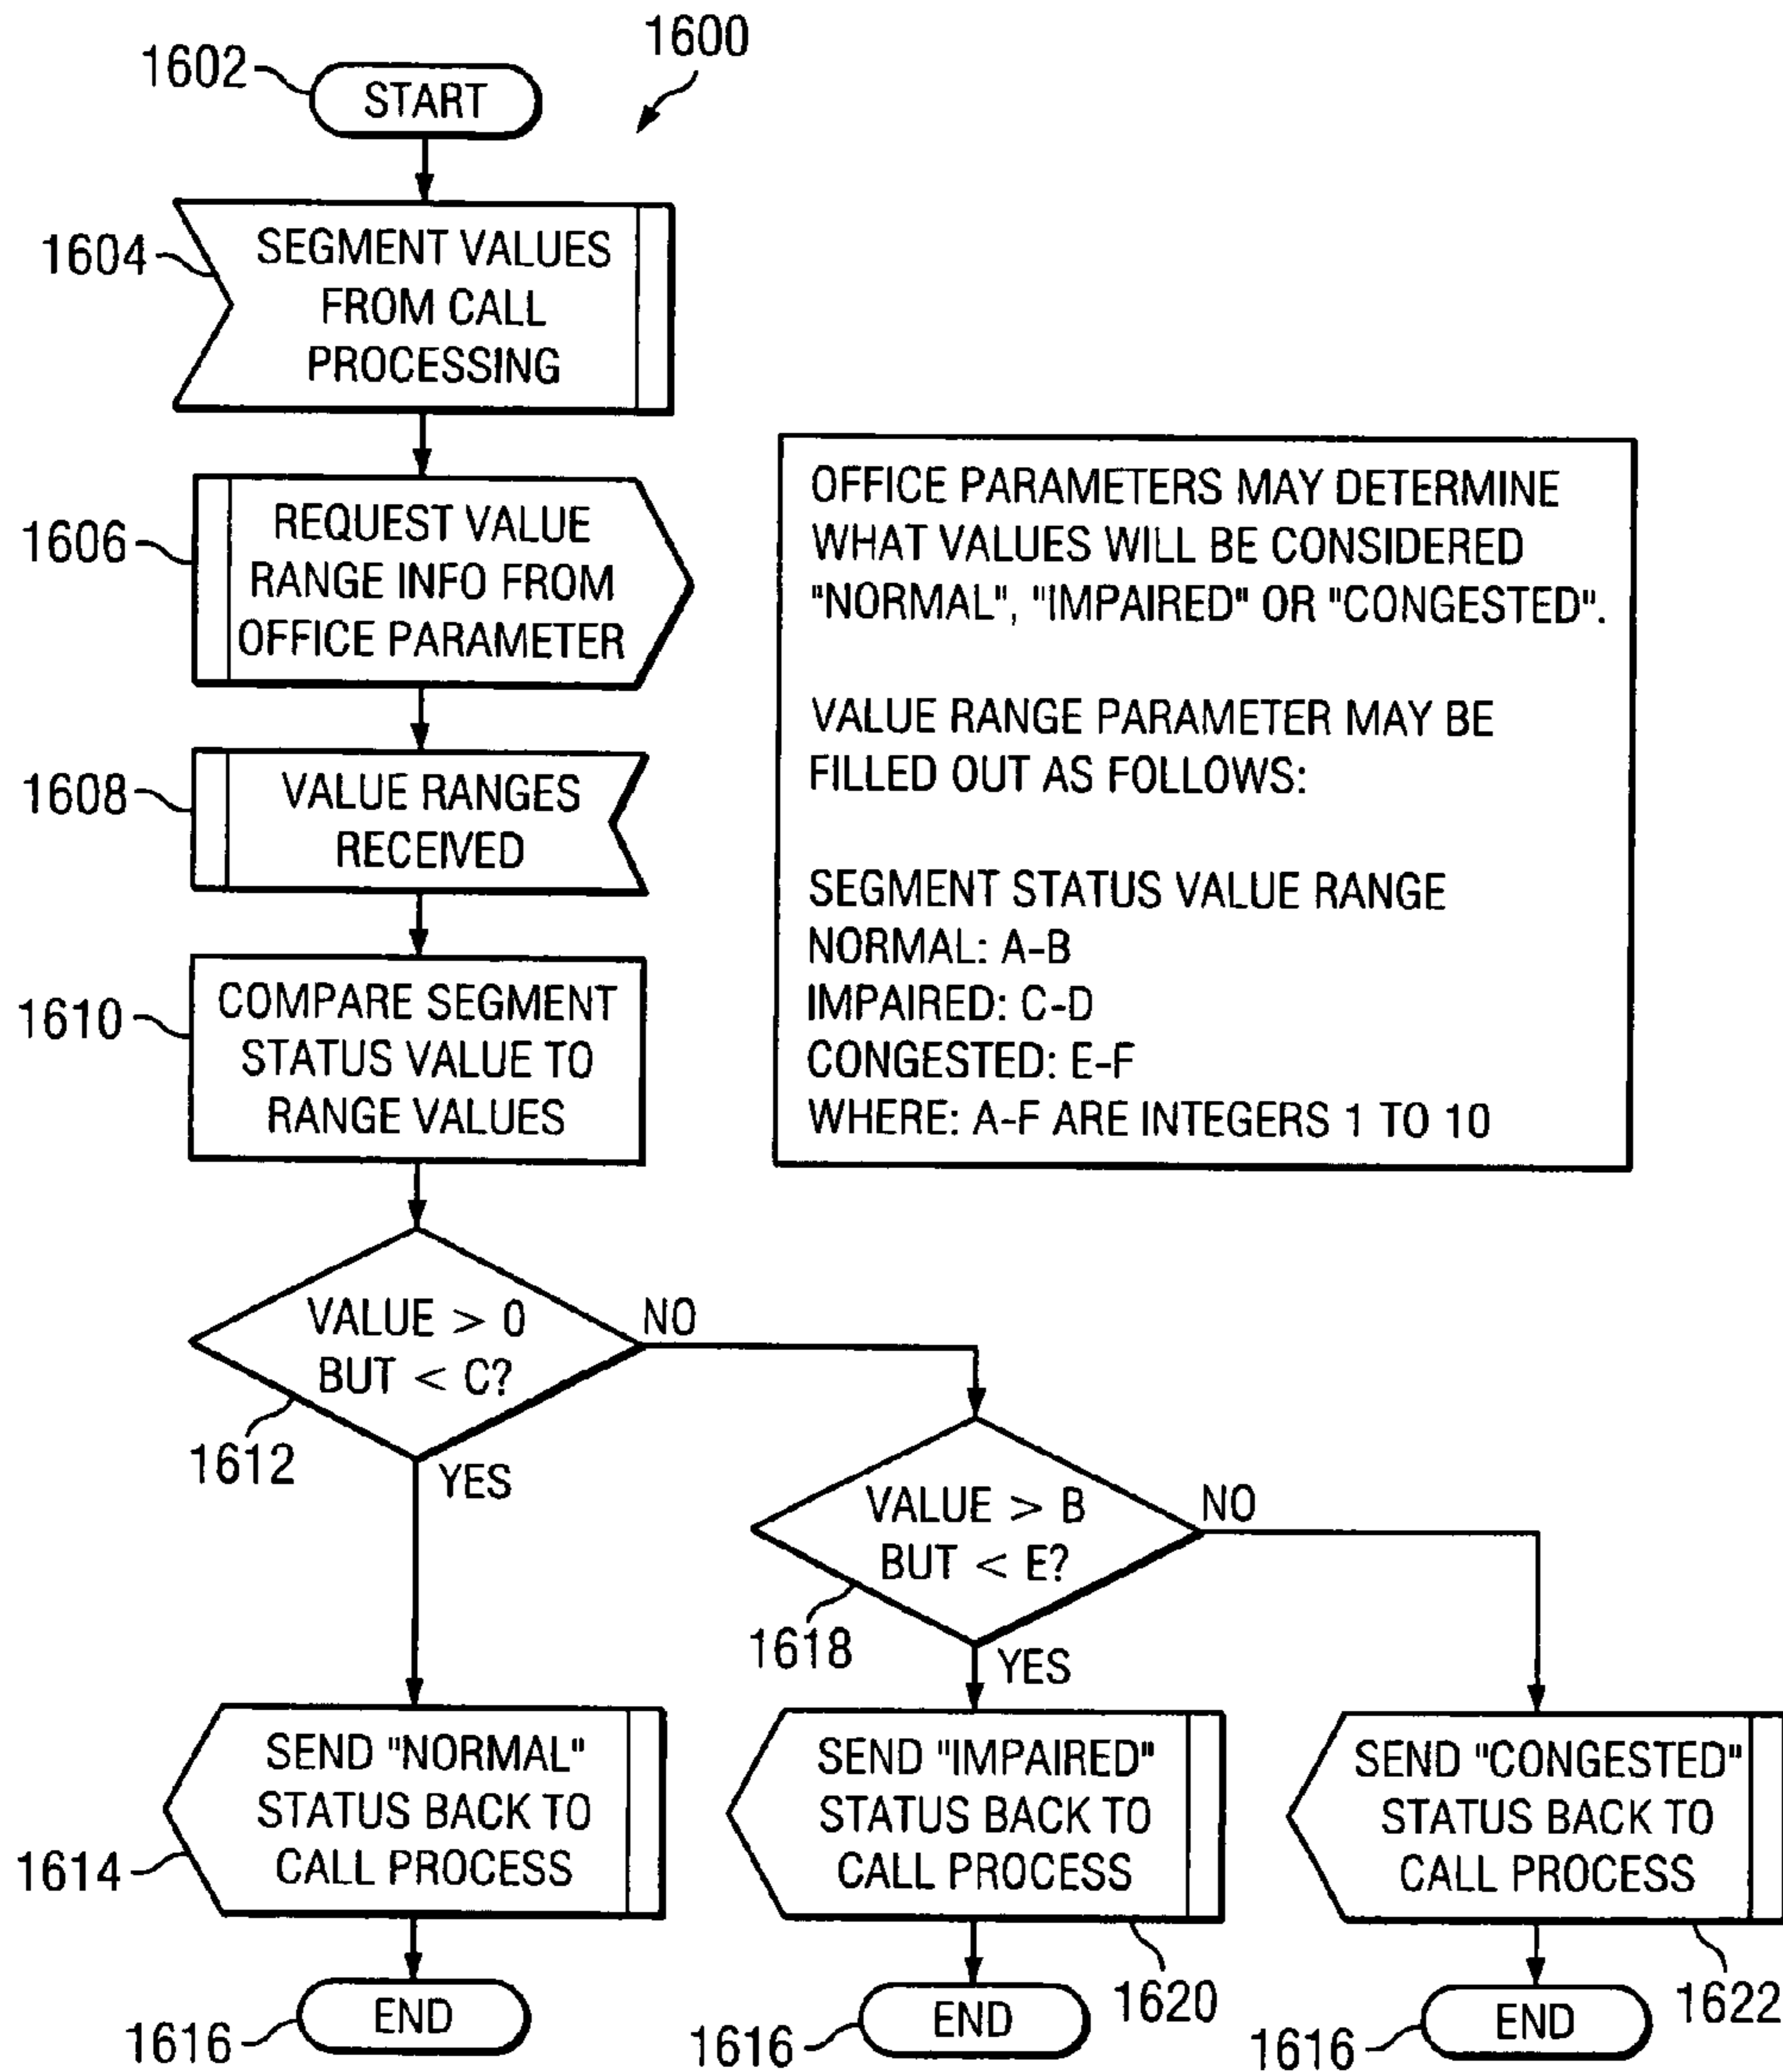 1600
1602
START
1604
SEGMENT VALUES
FROM CALL
PROCESSING
1606
REQUEST VALUE
RANGE INFO FROM
OFFICE PARAMETER
1608
VALUE RANGES
RECEIVED
1610
COMPARE SEGMENT
STATUS VALUE TO
RANGE VALUES
OFFICE PARAMETERS MAY DETERMINE
WHAT VALUES WILL BE CONSIDERED
"NORMAL", "IMPAIRED" OR "CONGESTED".
VALUE RANGE PARAMETER MAY BE
FILLED OUT AS FOLLOWS:
SEGMENT STATUS VALUE RANGE
NORMAL: A-B
IMPAIRED: C-D
CONGESTED: E-F
WHERE: A-F ARE INTEGERS 1 TO 10
VALUE > 0
BUT < C?
NO
1612
YES
VALUE > B
BUT < E?
NO
1618
YES
SEND "NORMAL"
STATUS BACK TO
CALL PROCESS
1614
SEND "IMPAIRED"
STATUS BACK TO
CALL PROCESS
1620
SEND "CONGESTED"
STATUS BACK TO
CALL PROCESS
1622
END
1616
END
1616
END
1616